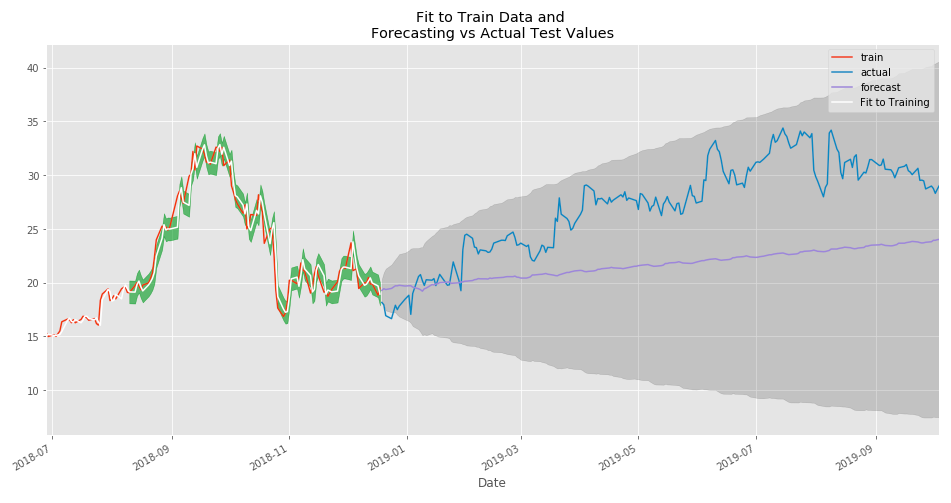 Fit to Train Data and
Forecasting vs Actual Test Values
train
actual
forecast
Fit to Training
40
35
30
25
20
15
10
2018-07
2018-09
2018-11
2019-01
2019-03
2019-05
2019-07
2019-09
Date